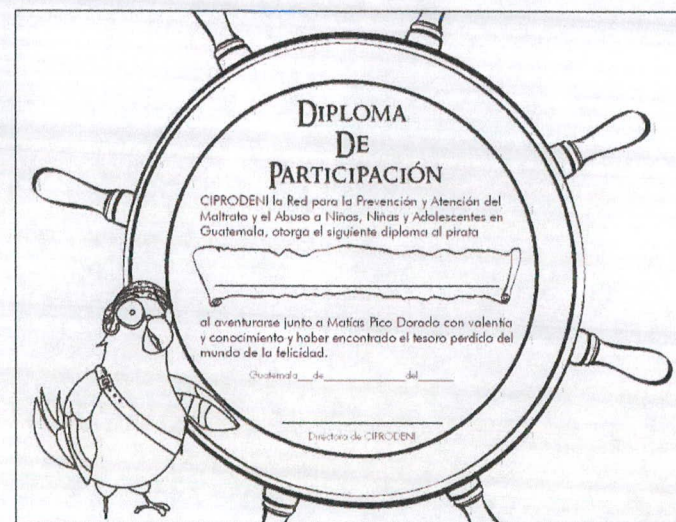 DIPLOMA
DE
PARTICIPACIÓN
CIPRODENI la Red para la Prevención y Atención del
Maltrato y el Abuso a Niños, Niñas y Adolescentes en
Guatemala, otorga el siguiente diploma al pirata
al aventurarse junto a Matías Pico Dorado con valentía
y conocimiento y haber encontrado el tesoro perdido del
mundo de la felicidad.
Guatemala__de______________del______
Directora de CIPRODENI